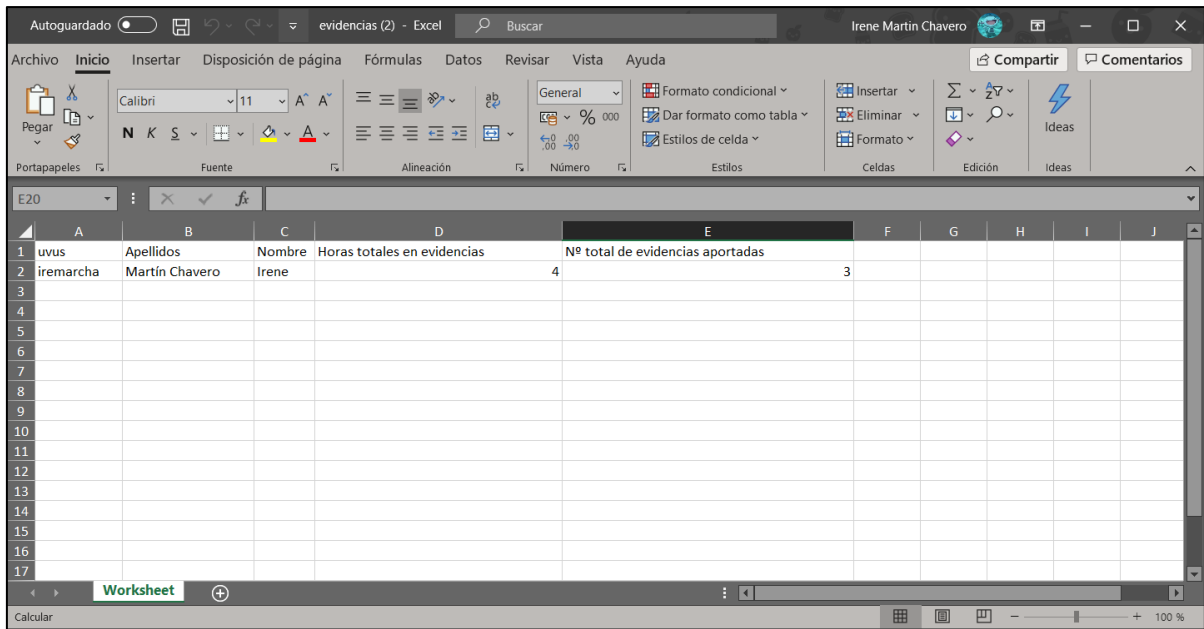 Autoguardado evidencias (2) - Excel Buscar Irene Martin Chavero
Archivo Inicio Insertar Disposición de página Fórmulas Datos Revisar Vista Ayuda Compartir Comentarios
Pegar
Calibri 11 A^ Aˇ ab General Formato condicional Insertar Σ
% 000 Dar formato como tabla Eliminar
N K S A Estilos de celda Formato Ideas
Portapapeles Fuente Alineación Número Estilos Celdas Edición Ideas
E20 fx
A B C D E F G H I J
1 uvus Apellidos Nombre Horas totales en evidencias Nº total de evidencias aportadas
2 iremarcha Martín Chavero Irene 4 3
3
4
5
6
7
8
9
10
11
12
13
14
15
16
17
Worksheet
Calcular 100 %